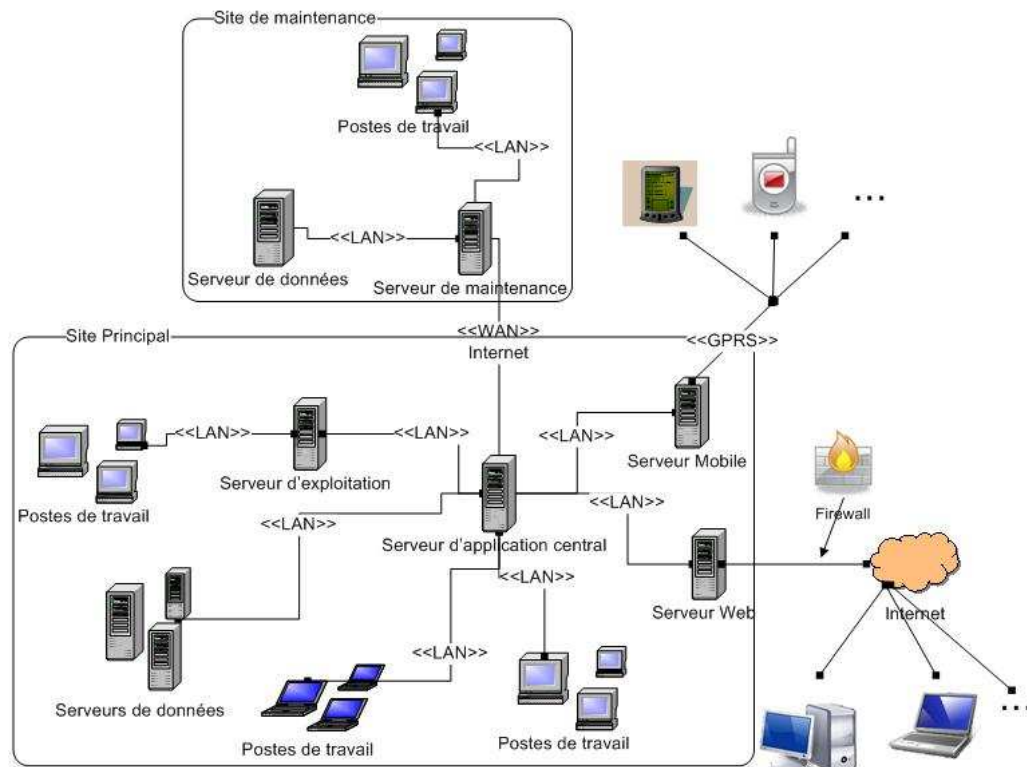 Site de maintenance
Postes de travail
<<LAN>>
<<LAN>>
Serveur de données
Serveur de maintenance
...
Site Principal
<<WAN>>
Internet
<<GPRS>>
<<LAN>>
<<LAN>>
<<LAN>>
Serveur Mobile
Serveur d'exploitation
Postes de travail
Firewall
<<LAN>>
<<LAN>>
Serveur d'application central
<<LAN>>
Serveur Web
Internet
<<LAN>>
Serveurs de données
Postes de travail
Postes de travail
...